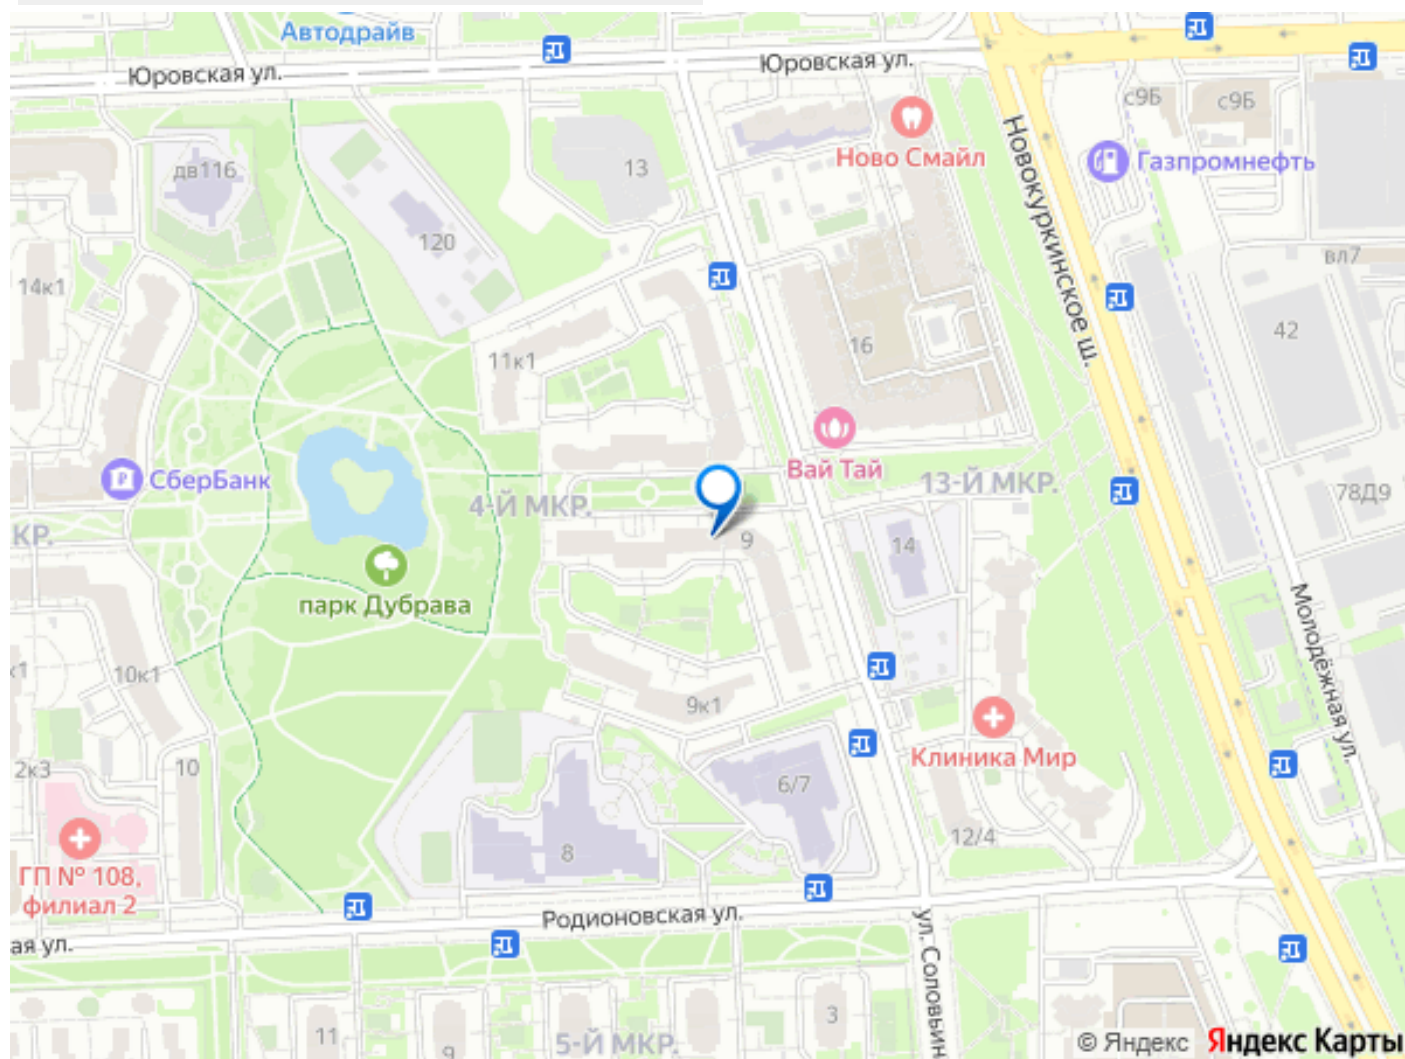 Автодрайв
Юровская ул.
Юровская ул.
с9Б
с9Б
Ново Смайл
Новокуркинское ш.
Газпромнефть
13
дв116
120
14к1
вл7
42
16
11к1
Вай Тай
СберБанк
4-Й МКР.
13-Й МКР.
78Д9
КР.
9
14
парк Дубрава
Молодёжная ул.
к1
10к1
9к1
Клиника Мир
2к3
10
6/7
12/4
8
ГП № 108,
филиал 2
Родионовская ул.
ая ул.
ул. Соловьин
11
9
5-Й МКР.
3
© Яндекс Яндекс Карты